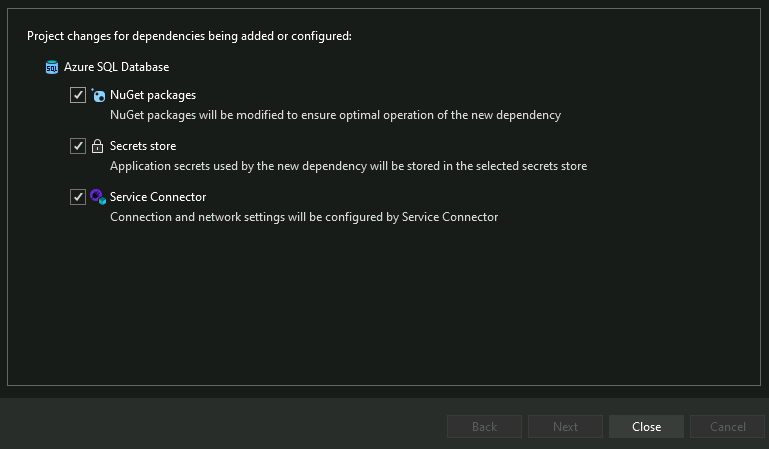 Project changes for dependencies being added or configured:
SQL Azure SQL Database
NuGet packages
NuGet packages will be modified to ensure optimal operation of the new dependency
Secrets store
Application secrets used by the new dependency will be stored in the selected secrets store
Service Connector
Connection and network settings will be configured by Service Connector
Back Next Close Cancel